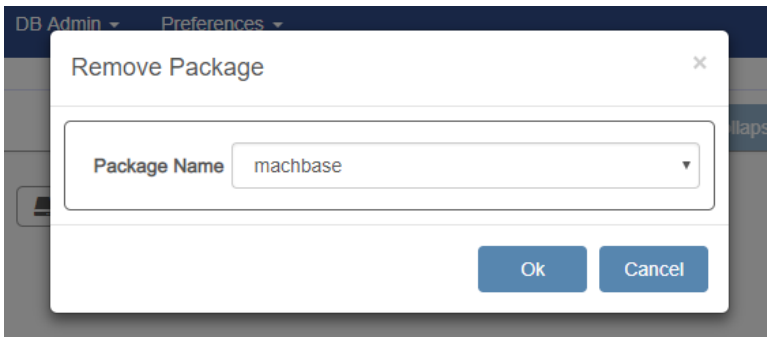 DB Admin Preferences
Remove Package ×
Package Name machbase
Ok Cancel